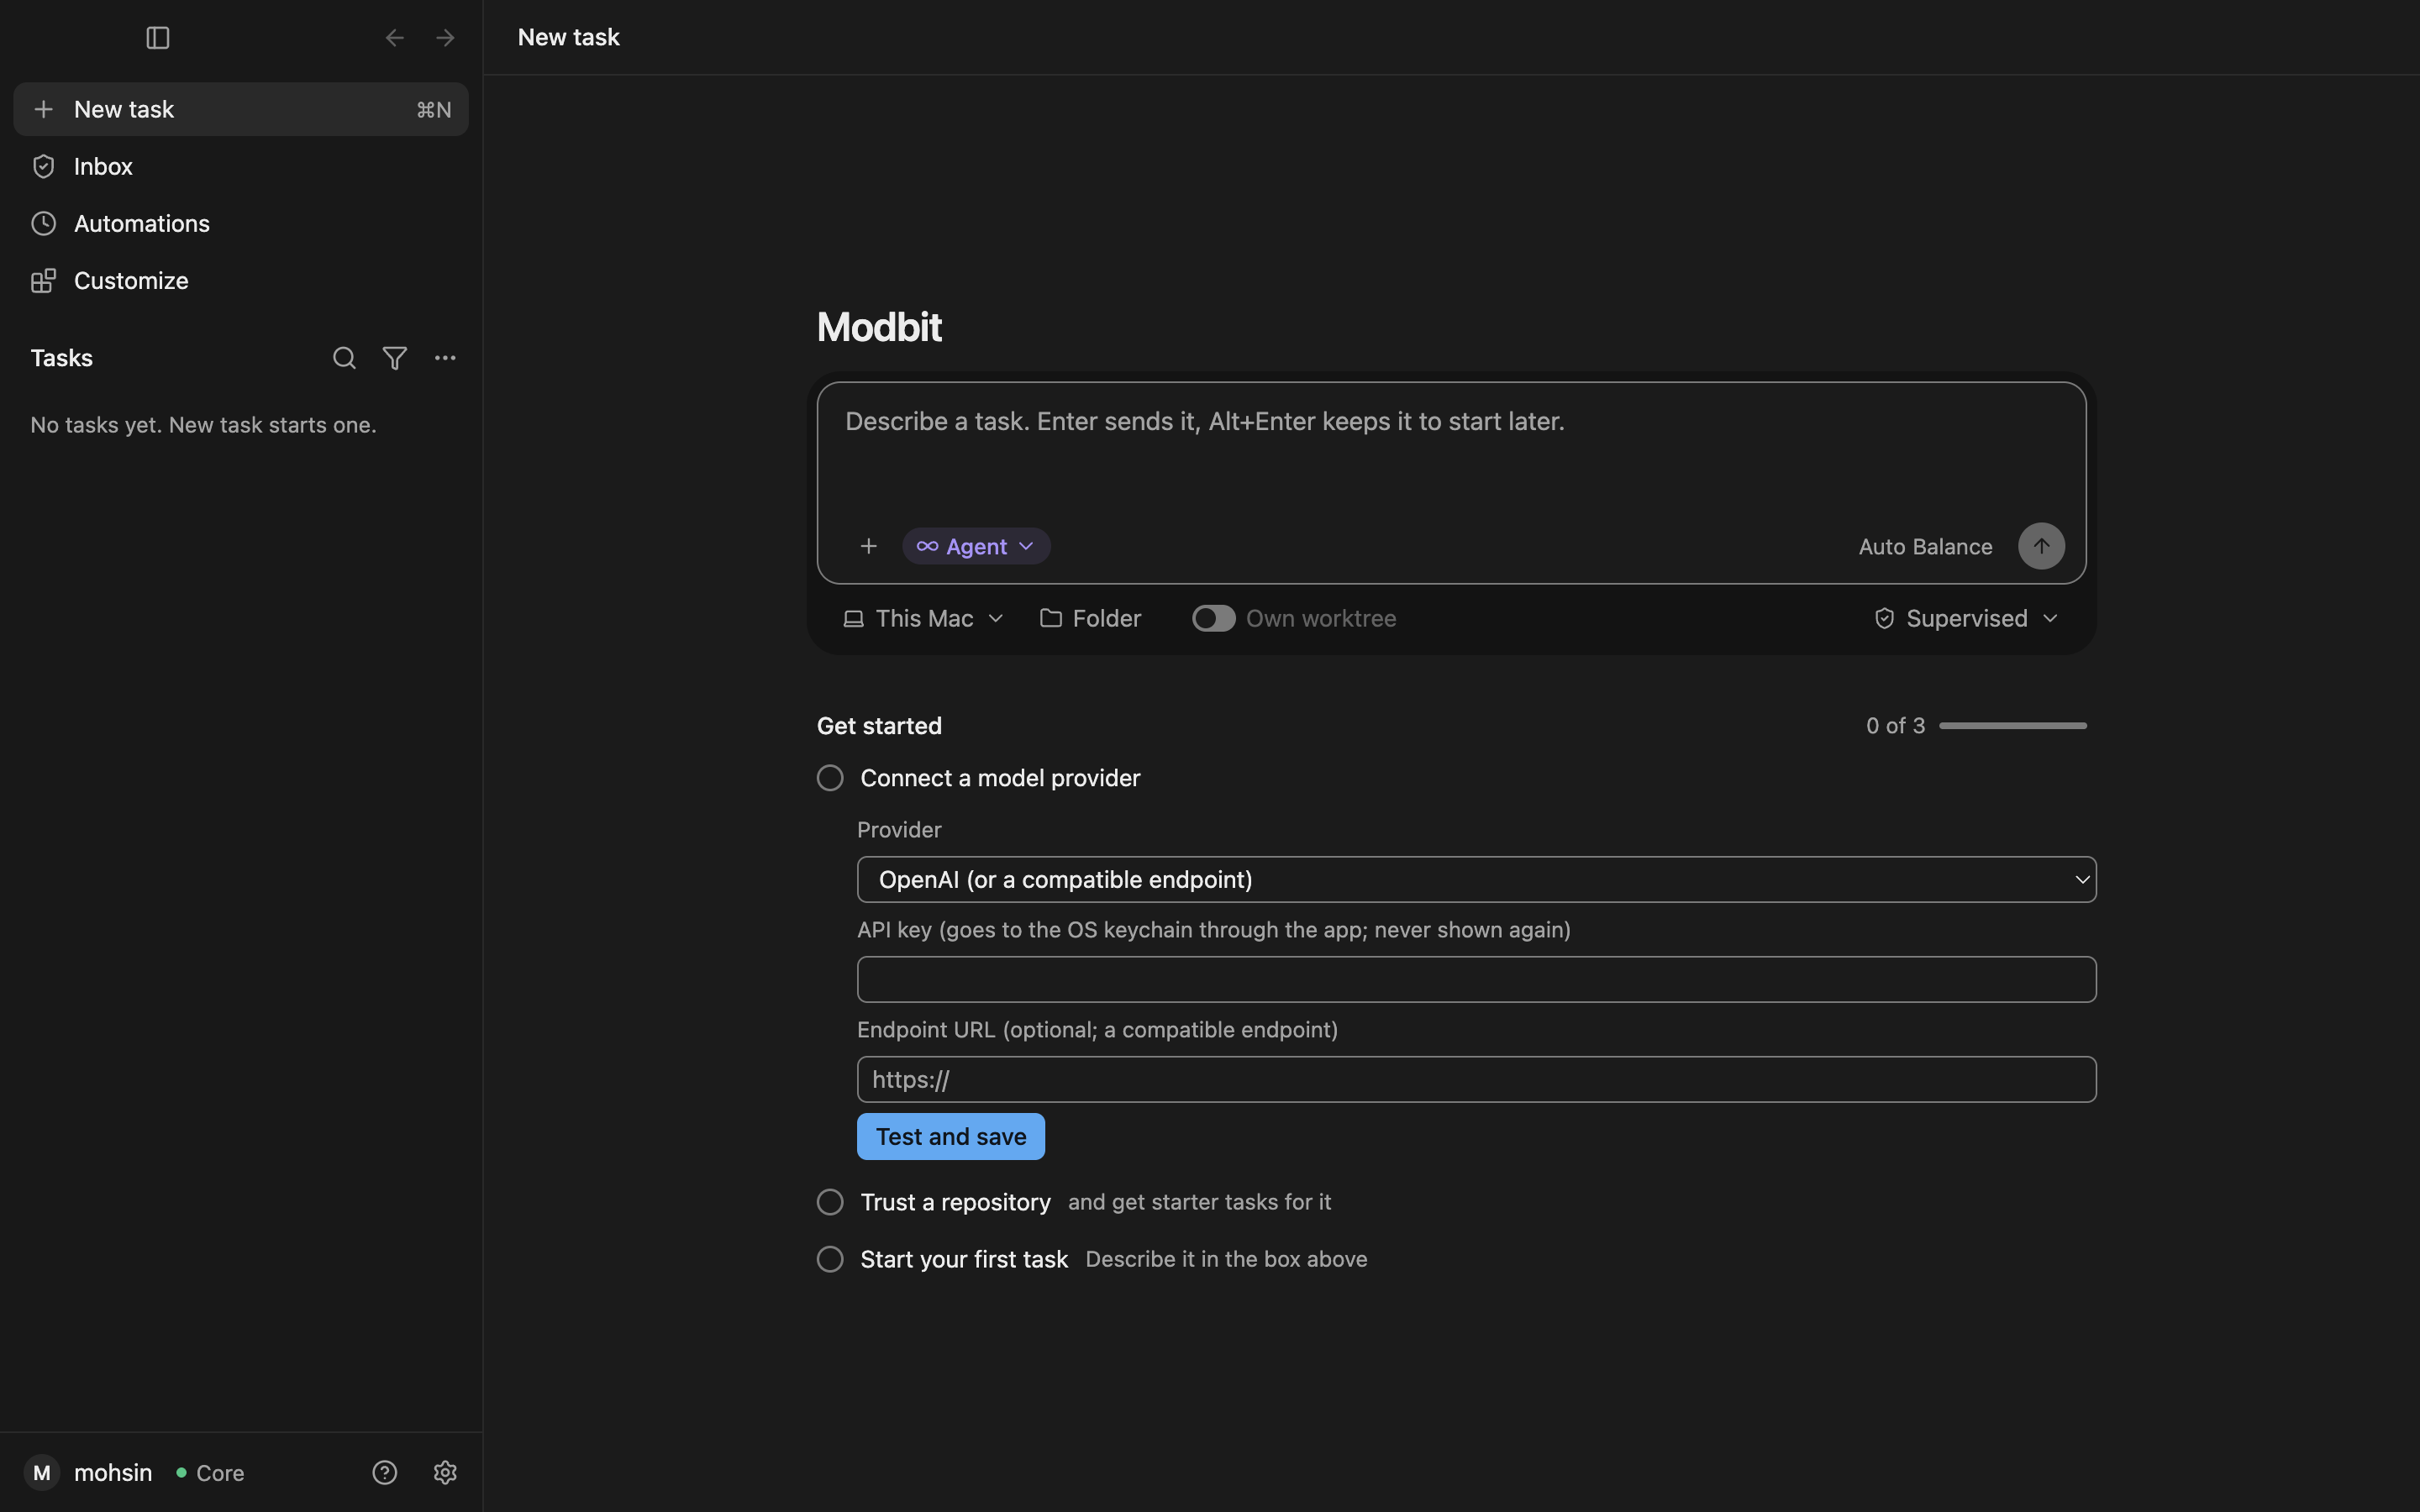 New task
New task ⌘N
Inbox
Automations
Customize
Tasks
No tasks yet. New task starts one.
Modbit
Describe a task. Enter sends it, Alt+Enter keeps it to start later.
Agent
Auto Balance
This Mac
Folder
Own worktree
Supervised
Get started
0 of 3
Connect a model provider
Provider
OpenAI (or a compatible endpoint)
API key (goes to the OS keychain through the app; never shown again)
Endpoint URL (optional; a compatible endpoint)
https://
Test and save
Trust a repository and get starter tasks for it
Start your first task Describe it in the box above
M mohsin Core